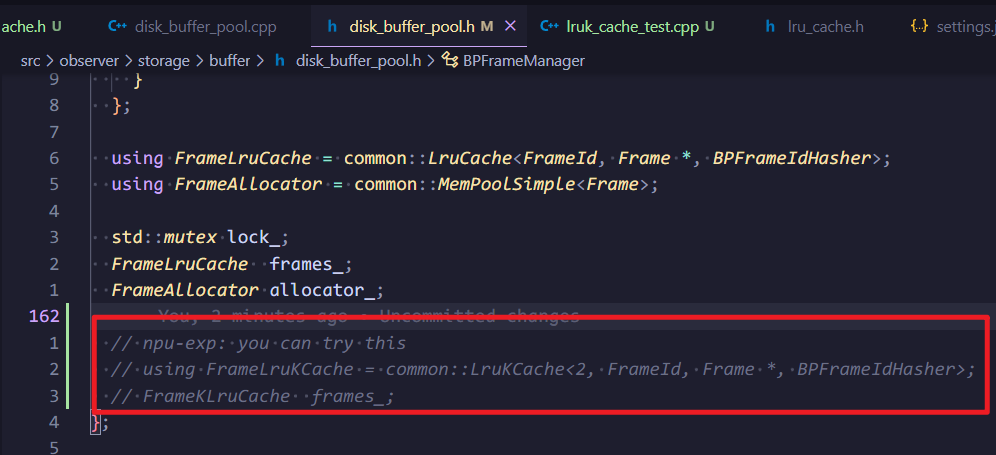 ache.h U disk_buffer_pool.cpp disk_buffer_pool.h M lruk_cache_test.cpp U lru_cache.h settings.j
src > observer > storage > buffer > disk_buffer_pool.h > BPFrameManager
9 }
8 };
7
6 using FrameLruCache = common::LruCache<FrameId, Frame *, BPFrameIdHasher>;
5 using FrameAllocator = common::MemPoolSimple<Frame>;
4
3 std::mutex lock_;
2 FrameLruCache frames_;
1 FrameAllocator allocator_;
162 You, 2 minutes ago • Uncommitted changes
1 // npu-exp: you can try this
2 // using FrameLruKCache = common::LruKCache<2, FrameId, Frame *, BPFrameIdHasher>;
3 // FrameKLruCache frames_;
4 };
5